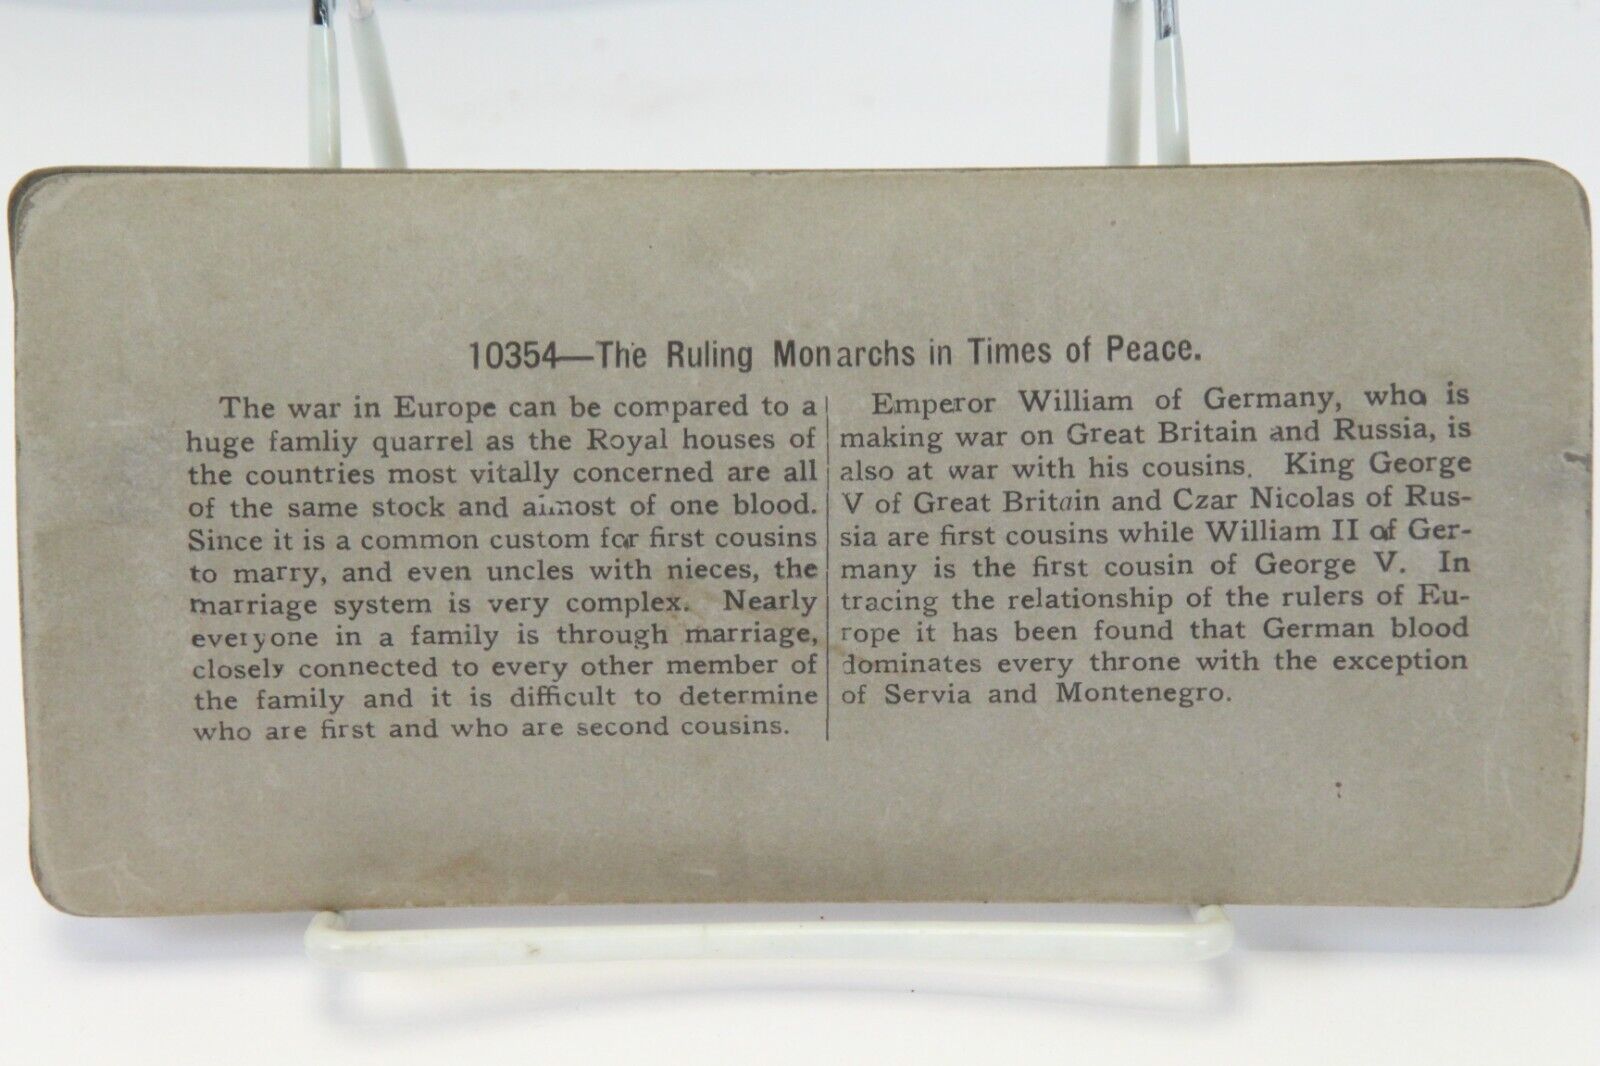 10354—The Ruling Monarchs in Times of Peace.
The war in Europe can be compared to a
huge famliy quarrel as the Royal houses of
the countries most vitally concerned are all
of the same stock and almost of one blood.
Since it is a common custom for first cousins
to marry, and even uncles with nieces, the
marriage system is very complex. Nearly
everyone in a family is through marriage,
closely connected to every other member of
the family and it is difficult to determine
who are first and who are second cousins.
Emperor William of Germany, who is
making war on Great Britain and Russia, is
also at war with his cousins. King George
V of Great Britain and Czar Nicolas of Rus-
sia are first cousins while William II of Ger-
many is the first cousin of George V. In
tracing the relationship of the rulers of Eu-
rope it has been found that German blood
dominates every throne with the exception
of Servia and Montenegro.